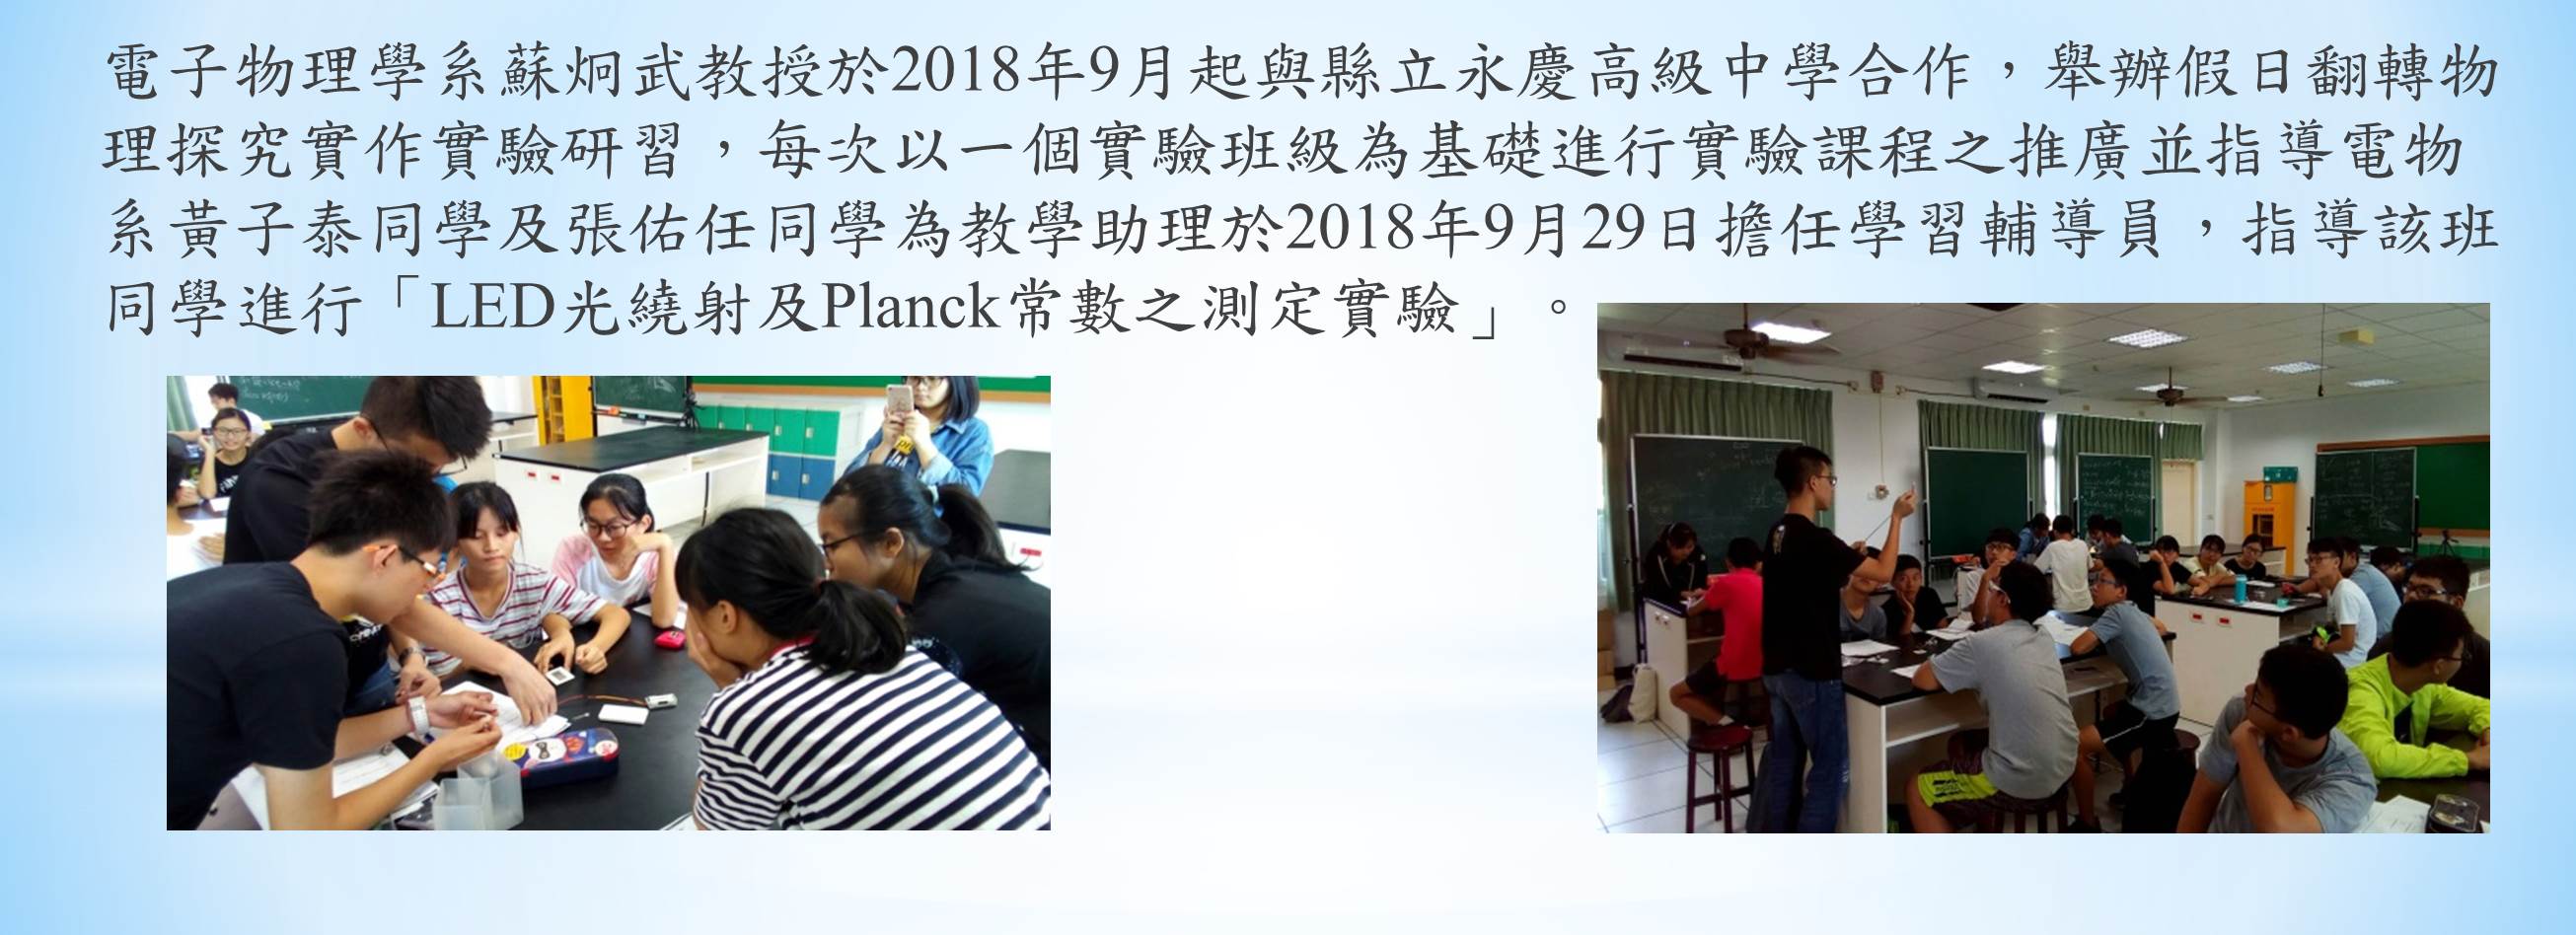 電子物理學系蘇炯武教授於2018年9月起與縣立永慶高級中學合作，舉辦假日翻轉物
理探究實作實驗研習，每次以一個實驗班級為基礎進行實驗課程之推廣並指導電物
系黃子泰同學及張佑任同學為教學助理於2018年9月29日擔任學習輔導員，指導該班
同學進行「LED光繞射及Planck常數之測定實驗」。